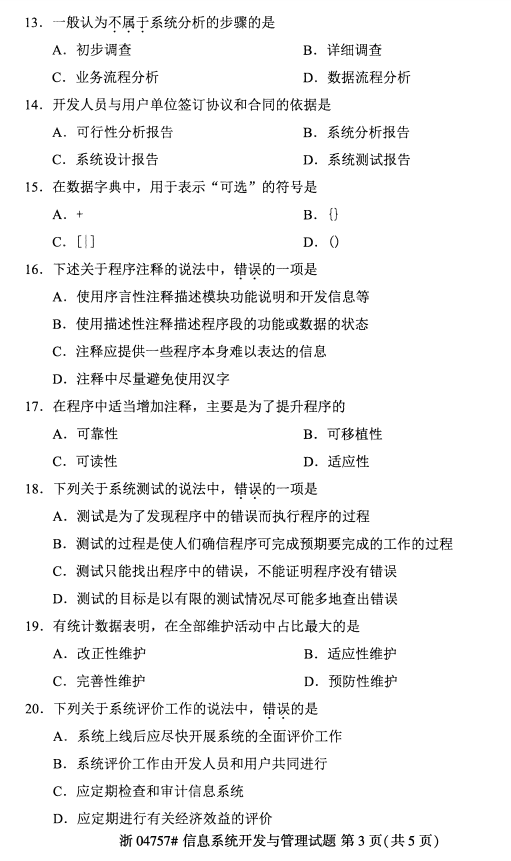 13. 一般认为不属于系统分析的步骤的是
A. 初步调查 B. 详细调查
C. 业务流程分析 D. 数据流程分析
14. 开发人员与用户单位签订协议和合同的依据是
A. 可行性分析报告 B. 系统分析报告
C. 系统设计报告 D. 系统测试报告
15. 在数据字典中，用于表示“可选”的符号是
A. + B. {}
C. [|] D. ()
16. 下述关于程序注释的说法中，错误的一项是
A. 使用序言性注释描述模块功能说明和开发信息等
B. 使用描述性注释描述程序段的功能或数据的状态
C. 注释应提供一些程序本身难以表达的信息
D. 注释中尽量避免使用汉字
17. 在程序中适当增加注释，主要是为了提升程序的
A. 可靠性 B. 可移植性
C. 可读性 D. 适应性
18. 下列关于系统测试的说法中，错误的一项是
A. 测试是为了发现程序中的错误而执行程序的过程
B. 测试的过程是使人们确信程序可完成预期要完成的工作的过程
C. 测试只能找出程序中的错误，不能证明程序没有错误
D. 测试的目标是以有限的测试情况尽可能多地查出错误
19. 有统计数据表明，在全部维护活动中占比最大的是
A. 改正性维护 B. 适应性维护
C. 完善性维护 D. 预防性维护
20. 下列关于系统评价工作的说法中，错误的是
A. 系统上线后应尽快开展系统的全面评价工作
B. 系统评价工作由开发人员和用户共同进行
C. 应定期检查和审计信息系统
D. 应定期进行有关经济效益的评价
浙 04757# 信息系统开发与管理试题 第 3 页(共 5 页)